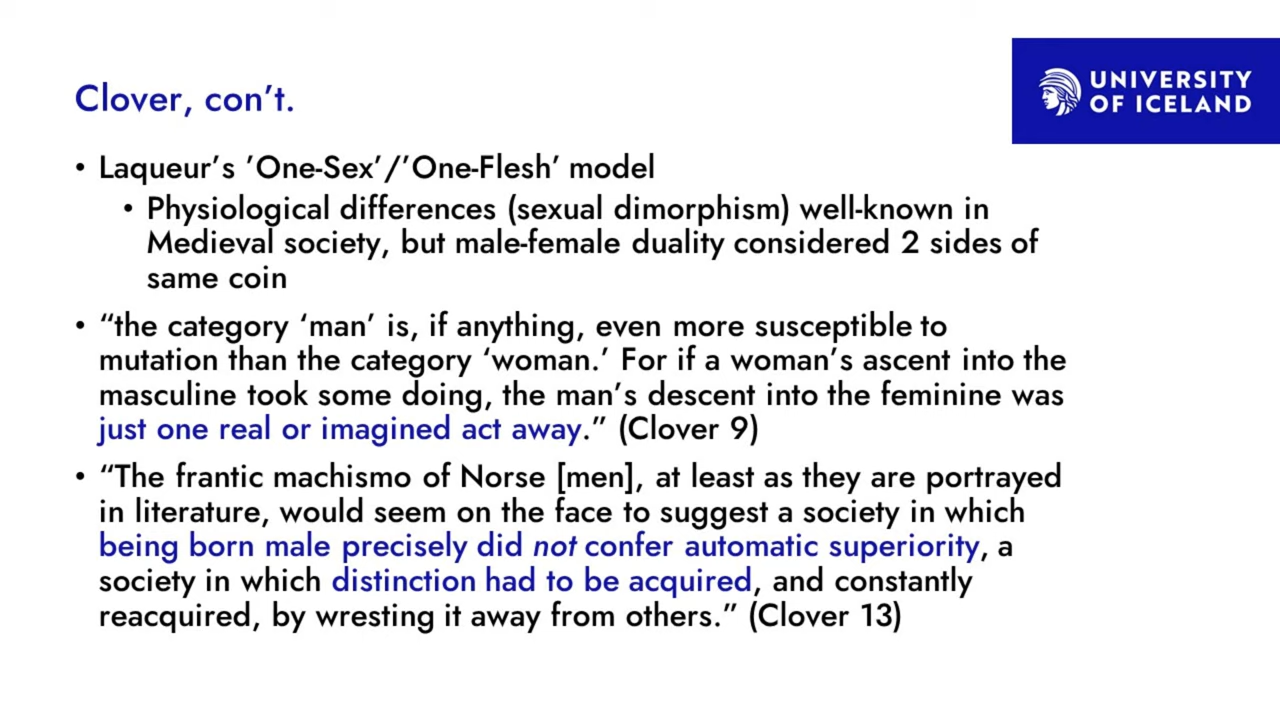 Clover, con’t.
UNIVERSITY
OF ICELAND
• Laqueur’s ’One-Sex’/’One-Flesh’ model
• Physiological differences (sexual dimorphism) well-known in
Medieval society, but male-female duality considered 2 sides of
same coin
• “the category ‘man’ is, if anything, even more susceptible to
mutation than the category ‘woman.’ For if a woman’s ascent into the
masculine took some doing, the man’s descent into the feminine was
just one real or imagined act away.” (Clover 9)
• “The frantic machismo of Norse [men], at least as they are portrayed
in literature, would seem on the face to suggest a society in which
being born male precisely did not confer automatic superiority, a
society in which distinction had to be acquired, and constantly
reacquired, by wresting it away from others.” (Clover 13)